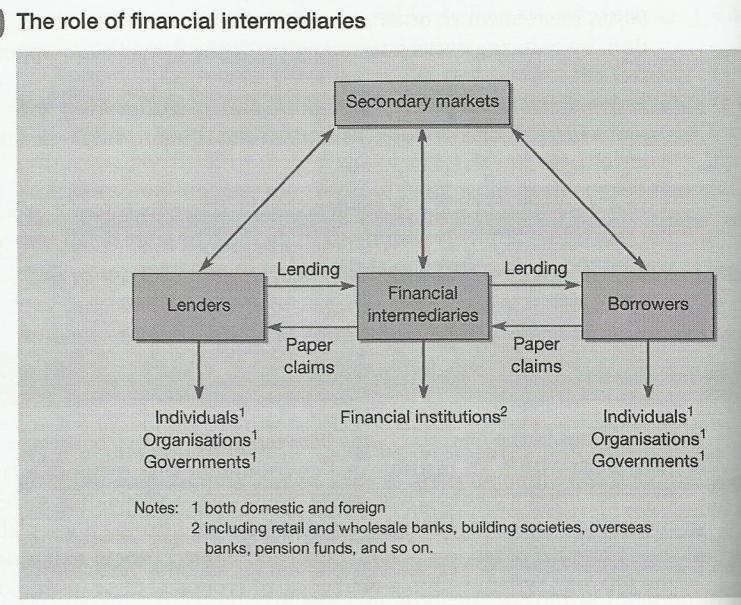 The role of financial intermediaries
Secondary markets
Lending
Lending
Lenders
Financial
intermediaries
Borrowers
Paper
claims
Paper
claims
Individuals¹
Organisations¹
Governments¹
Financial institutions²
Individuals¹
Organisations¹
Governments¹
Notes: 1 both domestic and foreign
2 including retail and wholesale banks, building societies, overseas
banks, pension funds, and so on.